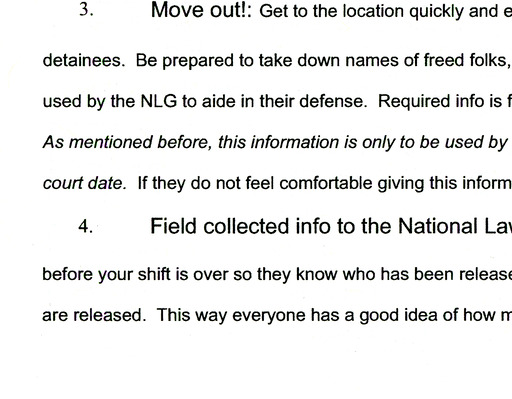 3. Move out!: Get to the location quickly and
detainees. Be prepared to take down names of freed folks,
used by the NLG to aide in their defense. Required info is
As mentioned before, this information is only to be used by
court date. If they do not feel comfortable giving this
4. Field collected info to the National
before your shift is over so they know who has been
are released. This way everyone has a good idea of how